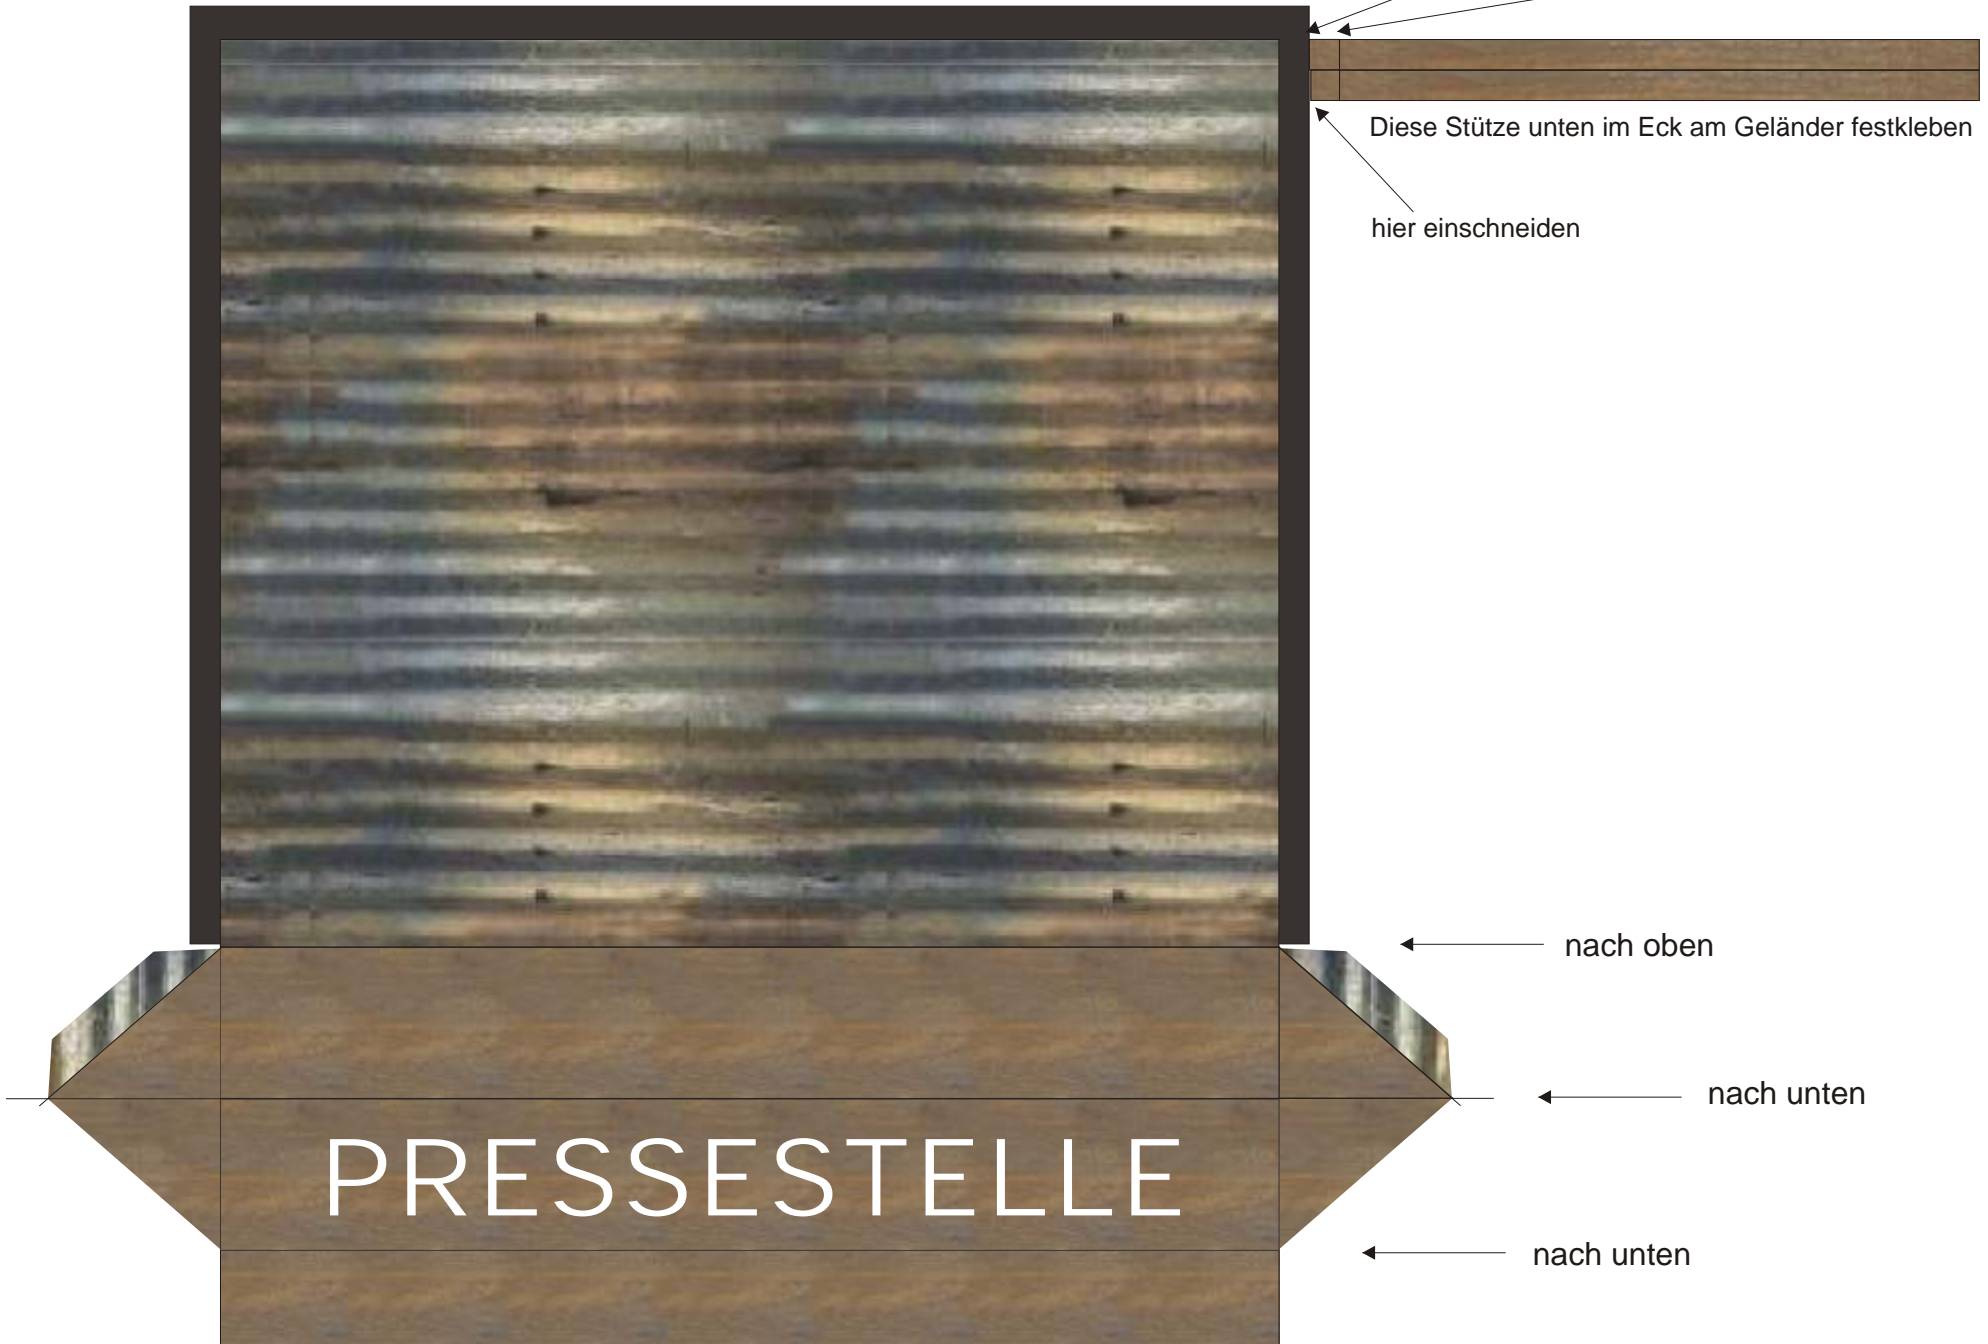 Diese Stütze unten im Eck am Geländer festkleben
hier einschneiden
nach oben
nach unten
PRESSESTELLE
nach unten